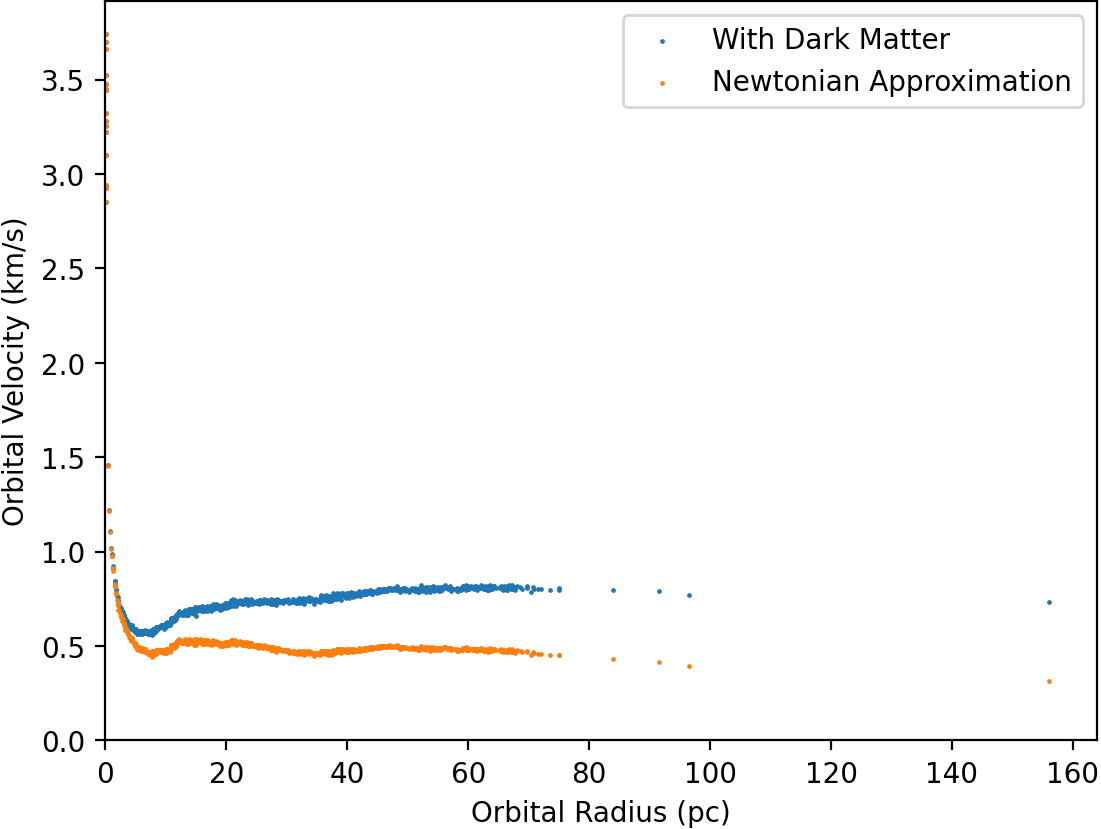 With Dark Matter
Newtonian Approximation
3.5
3.0
2.5
2.0
1.5
1.0
0.5
0.0
Orbital Velocity (km/s)
0 20 40 60 80 100 120 140 160
Orbital Radius (pc)